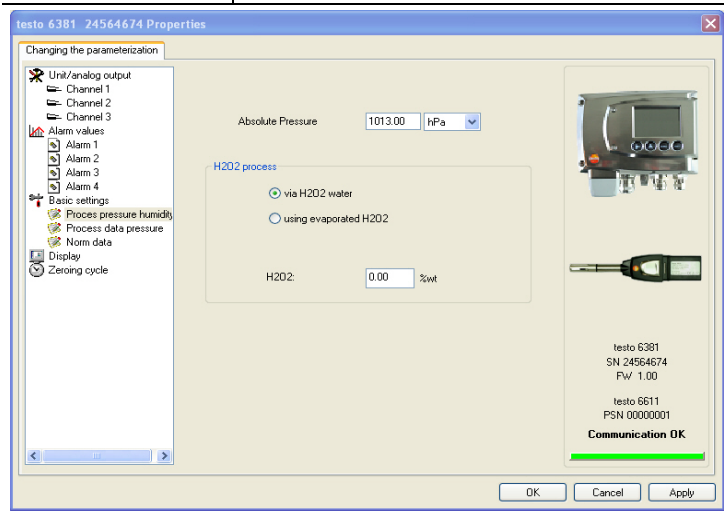 testo 6381 24564674 Properties
Changing the parameterization
Unit/analog output
Channel 1
Channel 2
Channel 3
Alarm values
Alarm 1
Alarm 2
Alarm 3
Alarm 4
Basic settings
Proces pressure humidity
Process data pressure
Norm data
Display
Zeroing cycle
Absolute Pressure 1013.00 hPa
H2O2 process
via H2O2 water
using evaporated H2O2
H2O2: 0.00 %wt
testo 6381
SN 24564674
FW 1.00
testo 6611
PSN 00000001
Communication OK
OK Cancel Apply